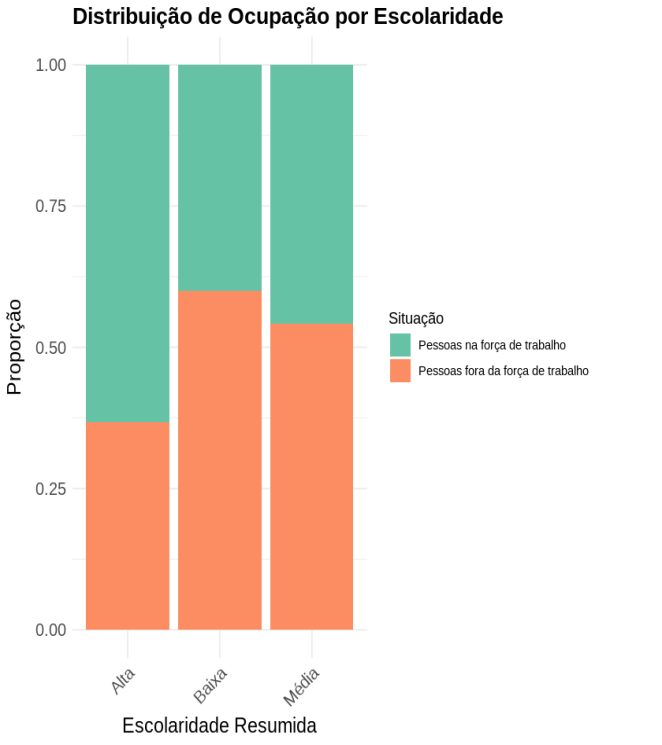 Distribuição de Ocupação por Escolaridade
1.00
0.75
0.50
0.25
0.00
Proporção
Alta
Baixa
Média
Escolaridade Resumida
Situação
Pessoas na força de trabalho
Pessoas fora da força de trabalho